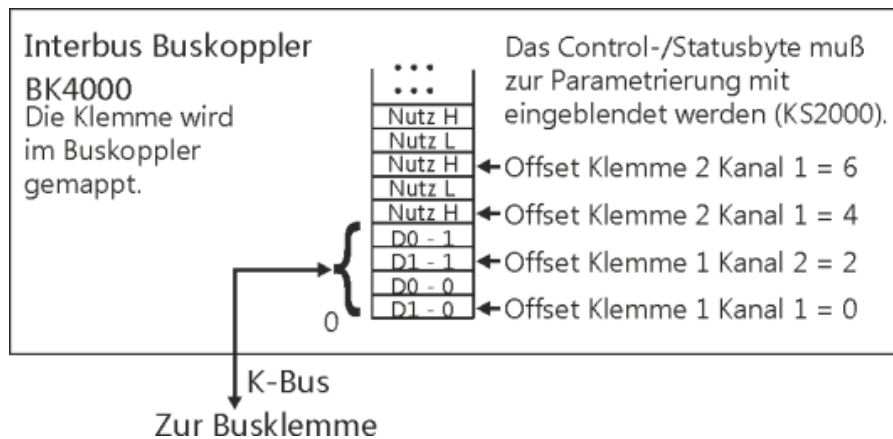 Interbus Buskoppler
BK4000
Die Klemme wird
im Buskoppler
gemappt.
Das Control-/Statusbyte muß
zur Parametrierung mit
eingeblendet werden (KS2000).
Nutz H
Nutz L
Nutz H
Offset Klemme 2 Kanal 1 = 6
Nutz L
Nutz H
Offset Klemme 2 Kanal 1 = 4
D0 - 1
D1 - 1
Offset Klemme 1 Kanal 2 = 2
D0 - 0
D1 - 0
Offset Klemme 1 Kanal 1 = 0
0
K-Bus
Zur Busklemme